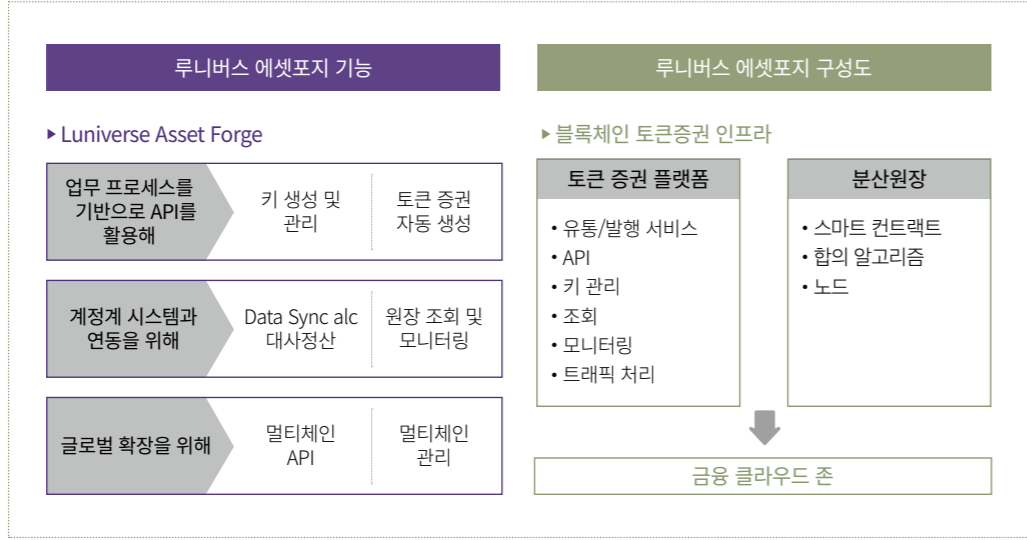 루니버스 에셋포지 기능
▶ Luniverse Asset Forge
업무 프로세스를
기반으로 API를
활용해
키 생성 및
관리
토큰 증권
자동 생성
계정계 시스템과
연동을 위해
Data Sync alc
대사정산
원장 조회 및
모니터링
글로벌 확장을 위해
멀티체인
API
멀티체인
관리
루니버스 에셋포지 구성도
▶ 블록체인 토큰증권 인프라
토큰 증권 플랫폼
• 유통/발행 서비스
• API
• 키 관리
• 조회
• 모니터링
• 트래픽 처리
분산원장
• 스마트 컨트랙트
• 합의 알고리즘
• 노드
금융 클라우드 존